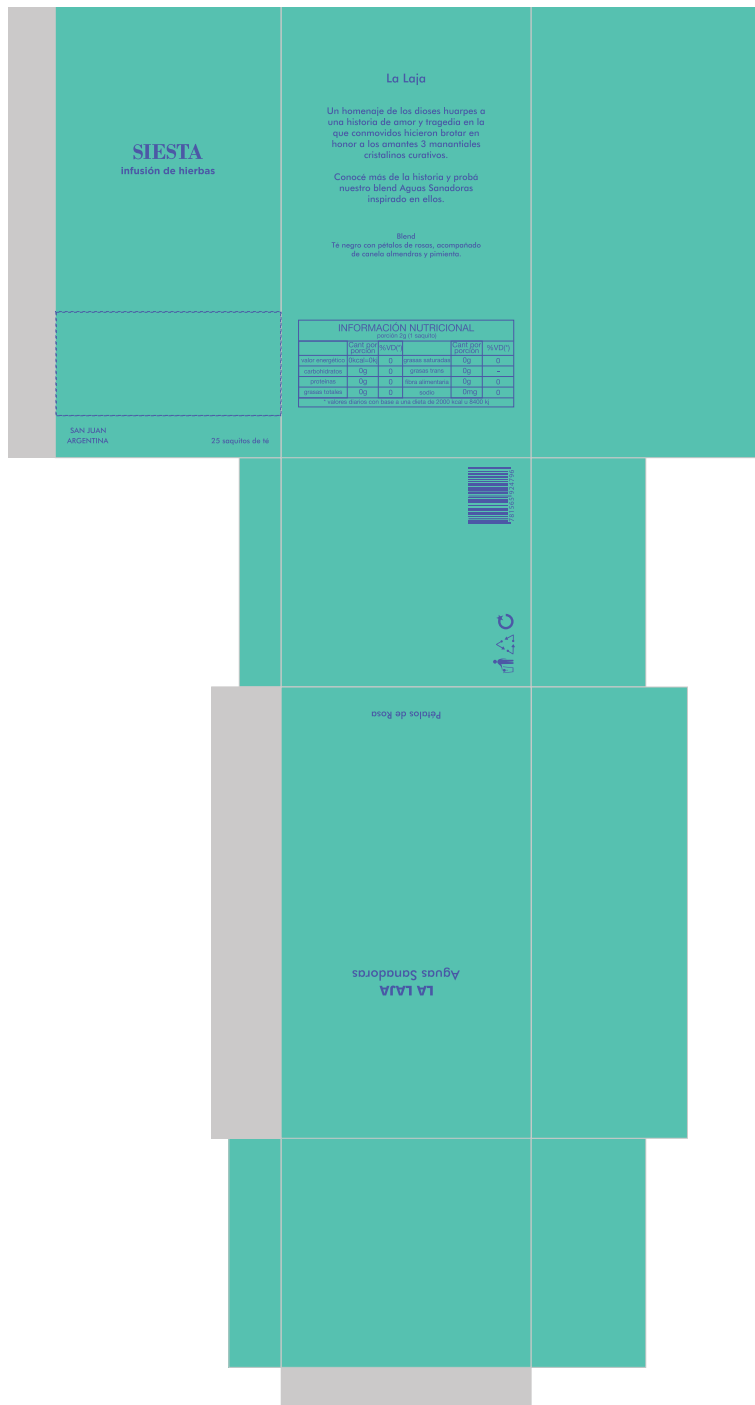 SIESTA
infusión de hierbas
SAN JUAN
ARGENTINA
25 saquitos de té
La Laja
Un homenaje de los dioses huarpes a
una historia de amor y tragedia en la
que conmovidos hicieron brotar en
honor a los amantes 3 manantiales
cristalinos curativos.
Conocé más de la historia y probá
nuestro blend Aguas Sanadoras
inspirado en ellos.
Blend
Té negro con pétalos de rosas, acompañado
de canela almendras y pimienta.
INFORMACIÓN NUTRICIONAL
porción 2g (1 saquito)
Cant por porción %VD(*) Cant por porción %VD(*)
valor energético 0kcal=0kj 0 grasas saturadas 0g 0
carbohidratos 0g 0 grasas trans 0g -
proteínas 0g 0 fibra alimentaria 0g 0
grasas totales 0g 0 sodio 0mg 0
* valores diarios con base a una dieta de 2000 kcal u 8400 kj
Pétalos de Rosa
LA LAJA
Aguas Sanadoras